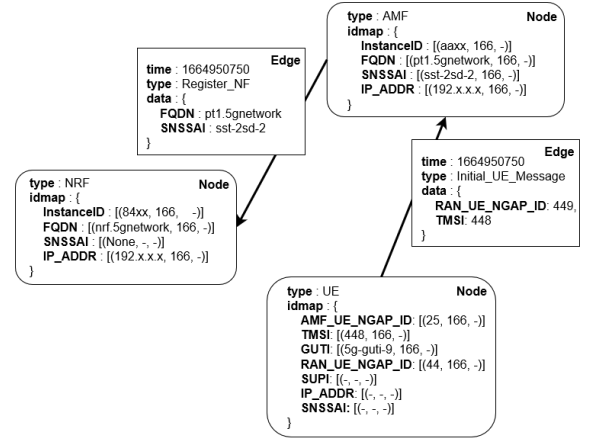 type : AMF Node
idmap : {
InstanceID : [(aaxx, 166, -)]
FQDN : [(pt1.5gnetwork, 166, -)]
SNSSAI : [(sst-2sd-2, 166, -)]
IP_ADDR : [(192.x.x.x, 166, -)]
}
Edge
time : 1664950750
type : Register_NF
data : {
FQDN : pt1.5gnetwork
SNSSAI : sst-2sd-2
}
Edge
time : 1664950750
type : Initial_UE_Message
data : {
RAN_UE_NGAP_ID: 449,
TMSI: 448
}
type : NRF Node
idmap : {
InstanceID : [(84xx, 166, -)]
FQDN : [(nrf.5gnetwork, 166, -)]
SNSSAI : [(None, -, -)]
IP_ADDR : [(192.x.x.x, 166, -)]
}
type : UE Node
idmap : {
AMF_UE_NGAP_ID: [(25, 166, -)]
TMSI: [(448, 166, -)]
GUTI: [(5g-guti-9, 166, -)]
RAN_UE_NGAP_ID: [(44, 166, -)]
SUPI: [(-, -, -)]
IP_ADDR: [(-, -, -)]
SNSSAI: [(-, -, -)]
}